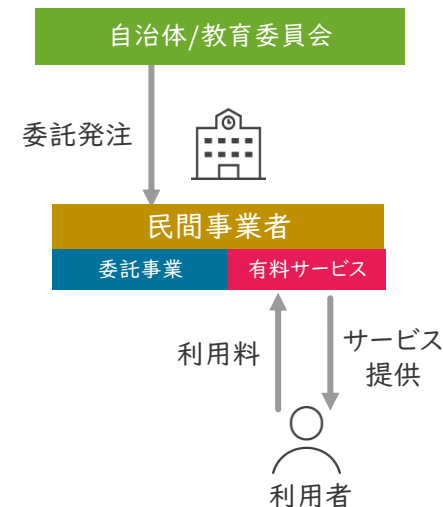 自治体/教育委員会
委託発注
民間事業者
委託事業
有料サービス
利用料
サービス
提供
利用者